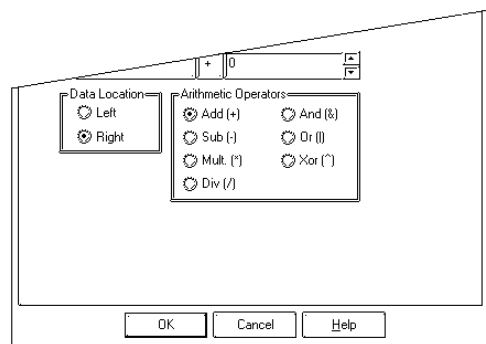 + 0
Data Location
Left
Right
Arithmetic Operators
Add (+)
Sub (-)
Mult. (*)
Div (/)
And (&)
Or (|)
Xor (^)
OK Cancel Help